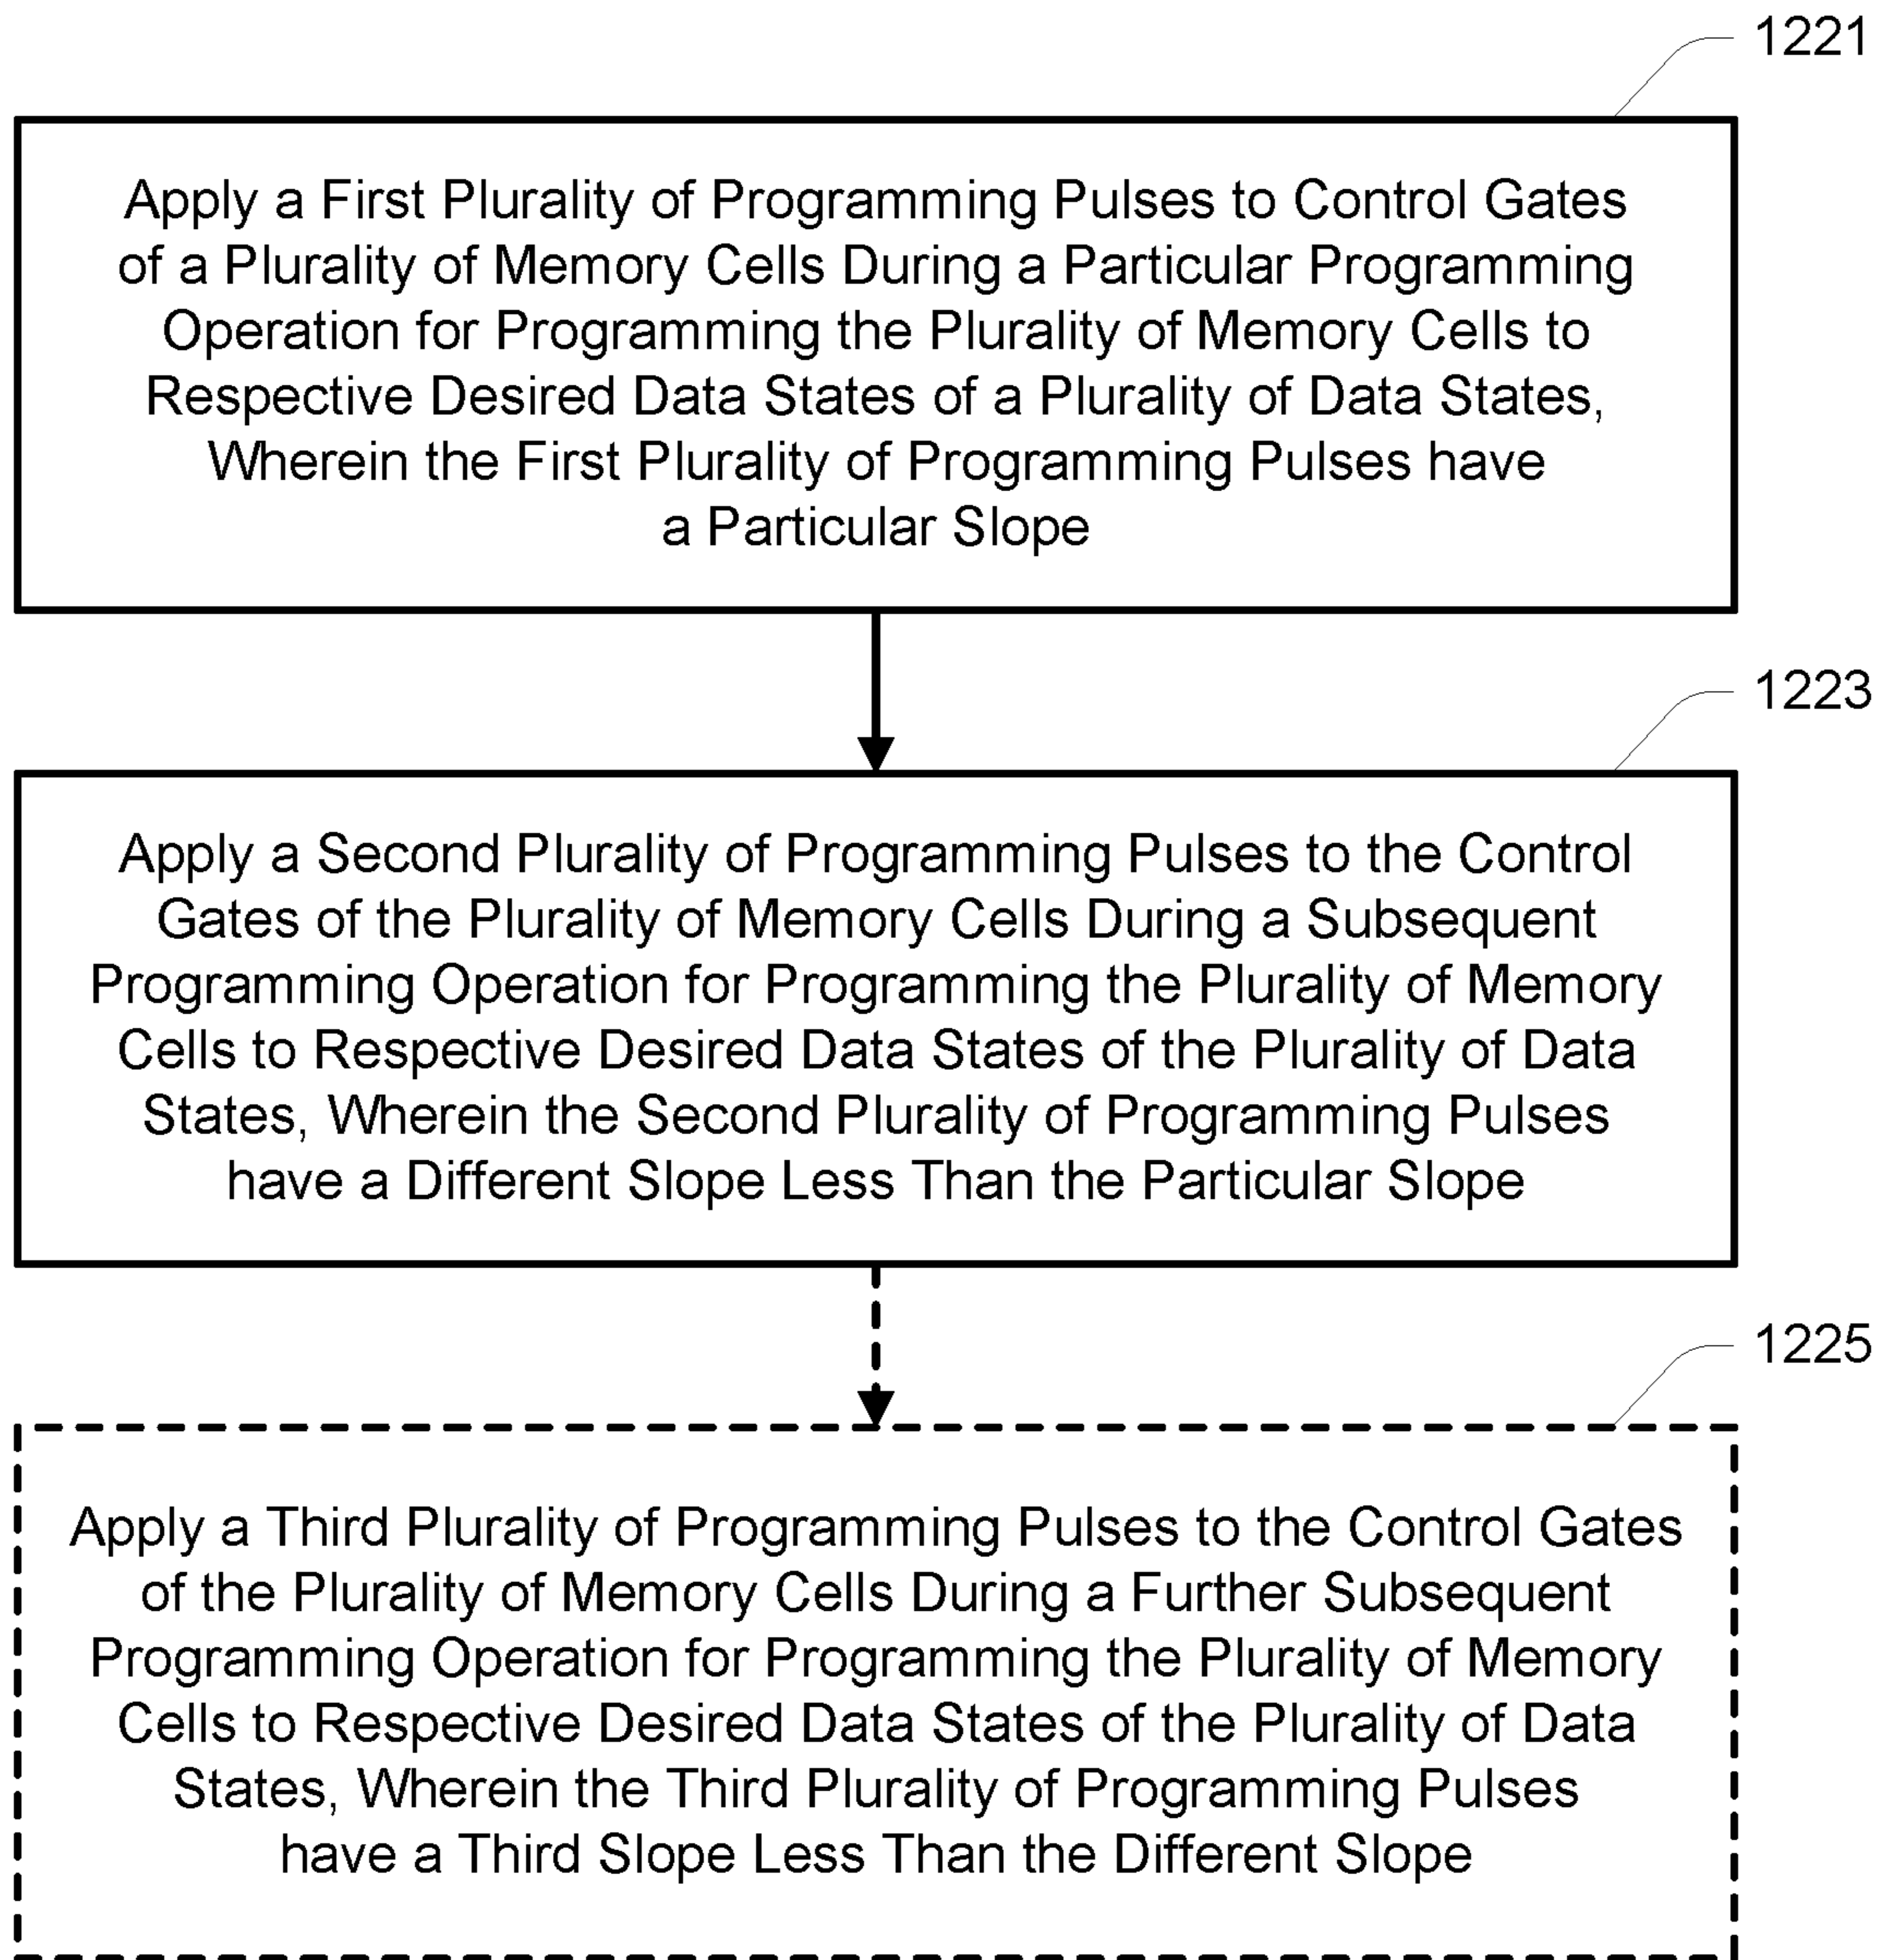 1221
Apply a First Plurality of Programming Pulses to Control Gates
of a Plurality of Memory Cells During a Particular Programming
Operation for Programming the Plurality of Memory Cells to
Respective Desired Data States of a Plurality of Data States,
Wherein the First Plurality of Programming Pulses have
a Particular Slope
1223
Apply a Second Plurality of Programming Pulses to the Control
Gates of the Plurality of Memory Cells During a Subsequent
Programming Operation for Programming the Plurality of Memory
Cells to Respective Desired Data States of the Plurality of Data
States, Wherein the Second Plurality of Programming Pulses
have a Different Slope Less Than the Particular Slope
1225
Apply a Third Plurality of Programming Pulses to the Control Gates
of the Plurality of Memory Cells During a Further Subsequent
Programming Operation for Programming the Plurality of Memory
Cells to Respective Desired Data States of the Plurality of Data
States, Wherein the Third Plurality of Programming Pulses
have a Third Slope Less Than the Different Slope